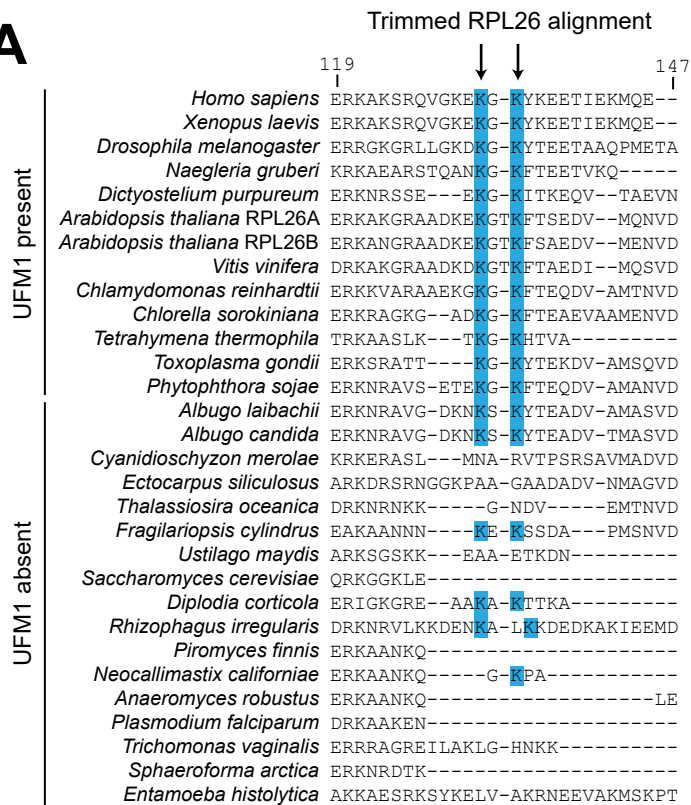 A
Trimmed RPL26 alignment
119 147
UFM1 present
Homo sapiens ERKAKSRQVGKEKG-KYKEETIEKMQE--
Xenopus laevis ERKAKSRQVGKEKG-KYKEETIEKMQE--
Drosophila melanogaster ERRGKGRLLGKDKG-KYTEETAAQPMETA
Naegleria gruberi KRKAEARSTQANKG-KFTEETVKQ-----
Dictyostelium purpureum ERKNRSSE---EKG-KITKEQV--TAEVN
Arabidopsis thaliana RPL26A ERKAKGRAADKEKGTKFTSEDV--MQNVD
Arabidopsis thaliana RPL26B ERKANGRAADKEKGTKFSAEDV--MENVD
Vitis vinifera DRKAKGRAADKDKGTKFTAEDI--MQSVD
Chlamydomonas reinhardtii ERKKVARAAEKGKG-KFTEQDV-AMTNVD
Chlorella sorokiniana ERKRAGKG--ADKG-KFTEAEVAAMENVD
Tetrahymena thermophila TRKAASLK---TKG-KHTVA---------
Toxoplasma gondii ERKSRATT----KG-KYTEKDV-AMSQVD
Phytophthora sojae ERKNRAVS-ETEKG-KFTEQDV-AMANVD
UFM1 absent
Albugo laibachii ERKNRAVG-DKNKS-KYTEADV-AMASVD
Albugo candida ERKNRAVG-DKNKS-KYTEADV-TMASVD
Cyanidioschyzon merolae KRKERASL---MNA-RVTPSRSAVMADVD
Ectocarpus siliculosus ARKDRSRNGGKPAA-GAADADV-NMAGVD
Thalassiosira oceanica DRKNRNKK-----G-NDV-----EMTNVD
Fragilariopsis cylindrus EAKAANNN----KE-KSSDA---PMSNVD
Ustilago maydis ARKSGSKK---EAA-ETKDN---------
Saccharomyces cerevisiae QRKGGKLE---------------------
Diplodia corticola ERIGKGRE--AAKA-KTTKA---------
Rhizophagus irregularis DRKNRVLKKDENKA-LKKDEDKAKIEEMD
Piromyces finnis ERKAANKQ---------------------
Neocallimastix californiae ERKAANKQ-----G-KPA-----------
Anaeromyces robustus ERKAANKQ-------------------LE
Plasmodium falciparum DRKAAKEN---------------------
Trichomonas vaginalis ERRRAGREILAKLG-HNKK----------
Sphaeroforma arctica ERKNRDTK---------------------
Entamoeba histolytica AKKAESRKSYKELV-AKRNEEVAKMSKPT